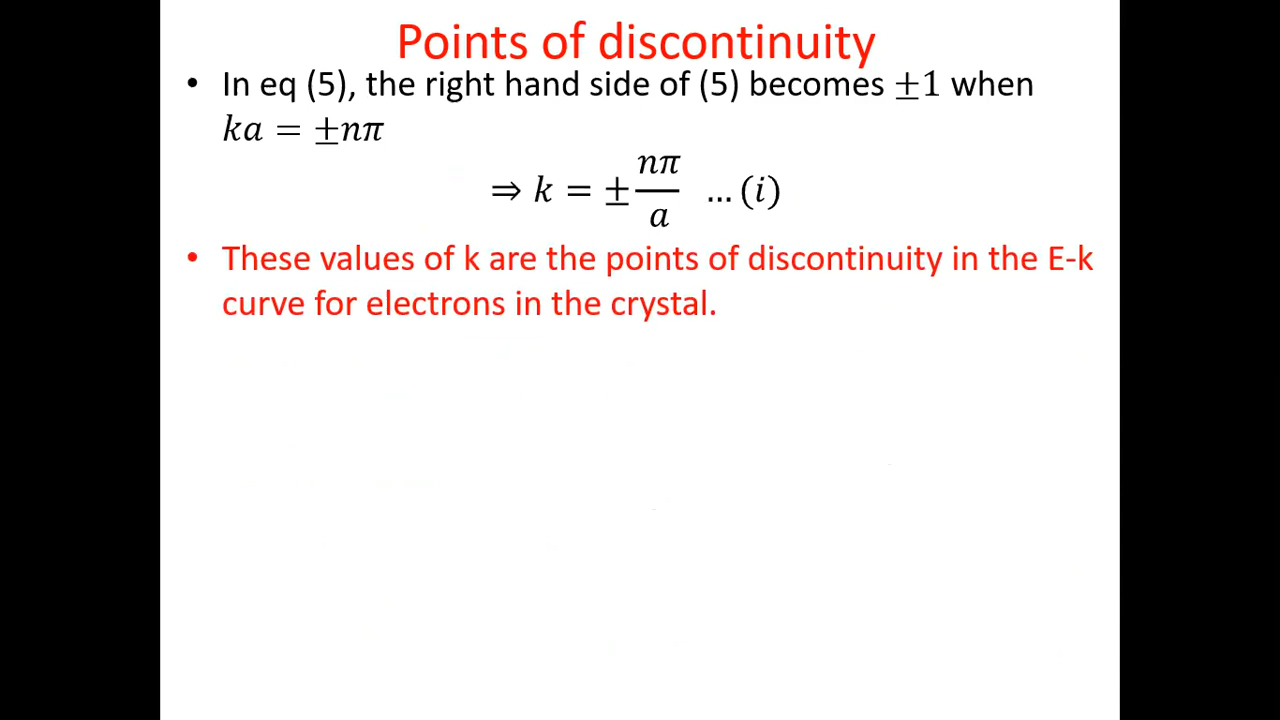 Points of discontinuity
• In eq (5), the right hand side of (5) becomes ±1 when
ka = ±nπ
⇒ k = ± nπ/a ... (i)
• These values of k are the points of discontinuity in the E-k
curve for electrons in the crystal.